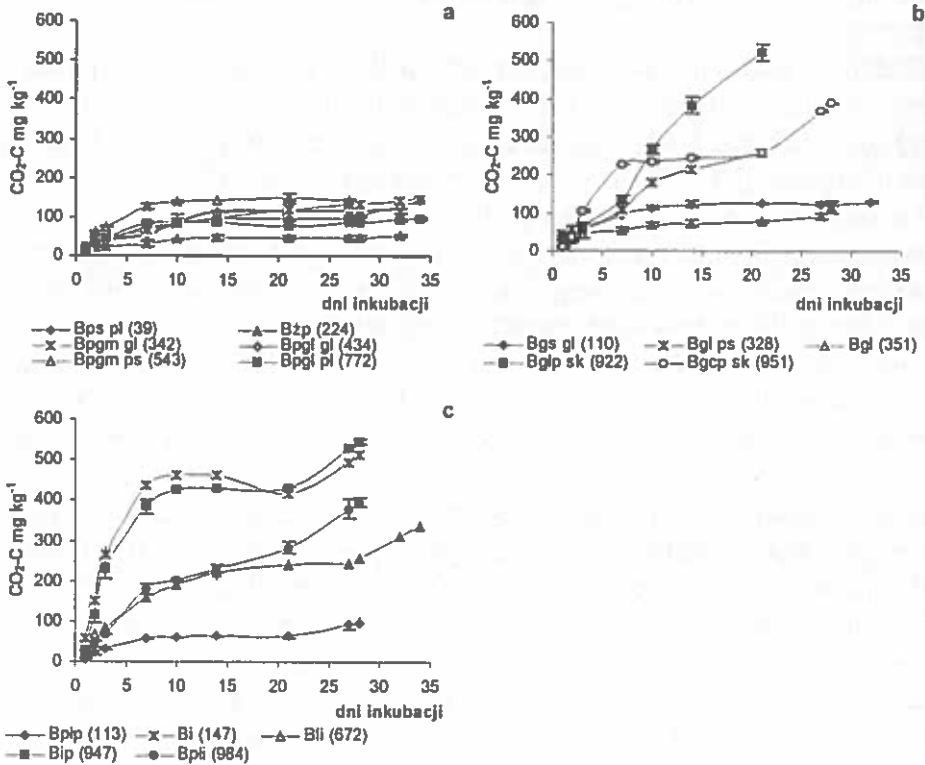 a
600
500
400
300
200
100
0
CO₂-C mg kg⁻¹
0 5 10 15 20 25 30 35
dni inkubacji
Bps pl (39) Bżp (224)
Bpgm gl (342) Bpgl gl (434)
Bpgm ps (543) Bpgl pl (772)
b
600
500
400
300
200
100
0
CO₂-C mg kg⁻¹
0 5 10 15 20 25 30 35
dni inkubacji
Bgs gl (110) Bgl ps (328) Bgl (351)
Bglp sk (922) Bgcp sk (951)
c
600
500
400
300
200
100
0
CO₂-C mg kg⁻¹
0 5 10 15 20 25 30 35
dni inkubacji
Bi (147) (672)
Bip (947) (984)
(113)